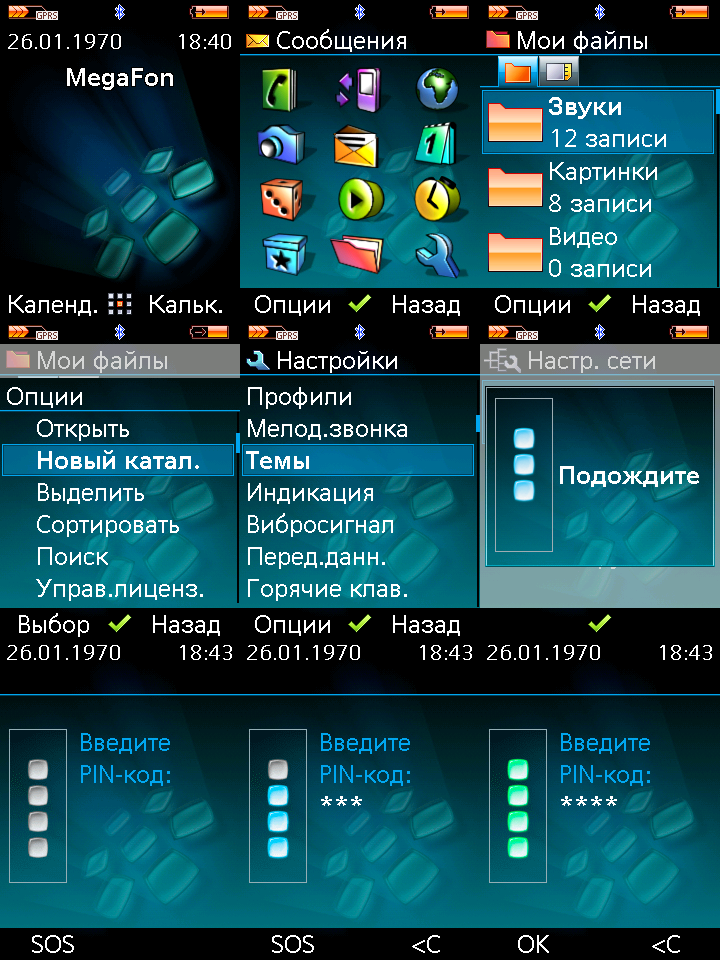 GPRS
26.01.1970 18:40
MegaFon
Календ. Кальк.
GPRS
Сообщения
1
Опции Назад
GPRS
Мои файлы
Звуки
12 записи
Картинки
8 записи
Видео
0 записи
Опции Назад
GPRS
Мои файлы
Опции
Открыть
Новый катал.
Выделить
Сортировать
Поиск
Управ.лиценз.
Выбор Назад
GPRS
Настройки
Профили
Мелод.звонка
Темы
Индикация
Вибросигнал
Перед.данн.
Горячие клав.
Опции Назад
GPRS
Настр. сети
Подождите
26.01.1970 18:43
Введите
PIN-код:
SOS
26.01.1970 18:43
Введите
PIN-код:
***
SOS <C
26.01.1970 18:43
Введите
PIN-код:
****
OK <C